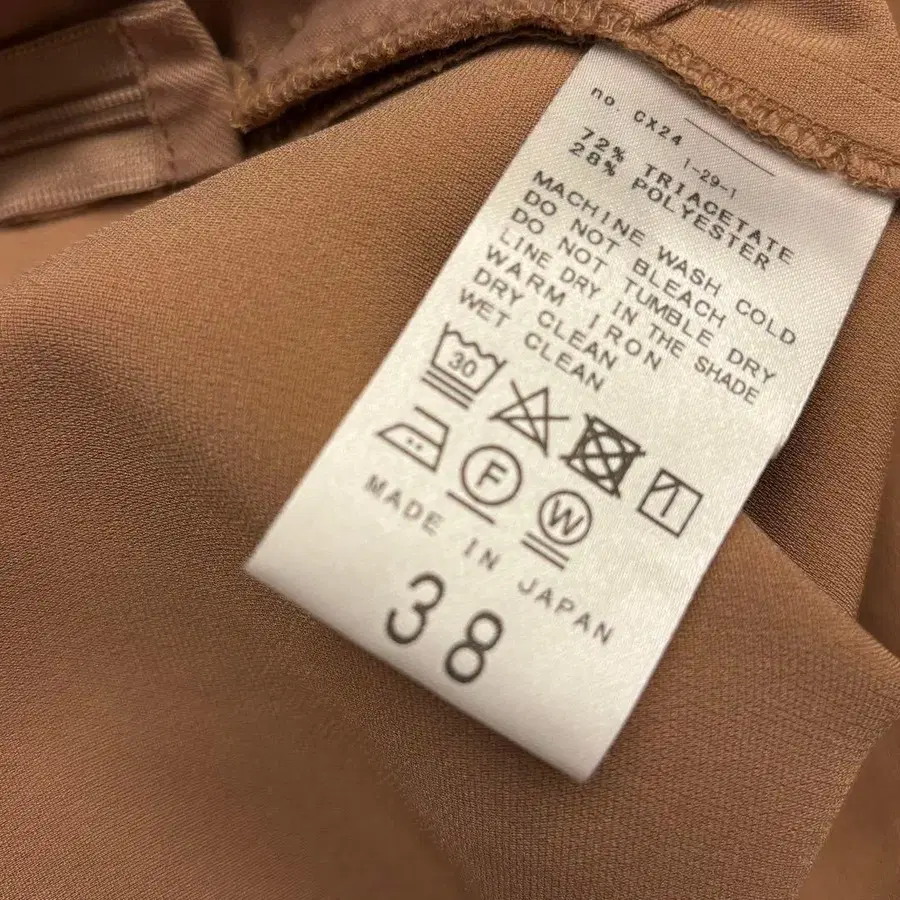 no. CX24
1-29-1
72% TRIACETATE
28% POLYESTER
MACHINE WASH COLD
DO NOT BLEACH
DO NOT TUMBLE DRY
LINE DRY IN THE SHADE
WARM IRON
DRY CLEAN
WET CLEAN
30
F
W
MADE IN JAPAN
38